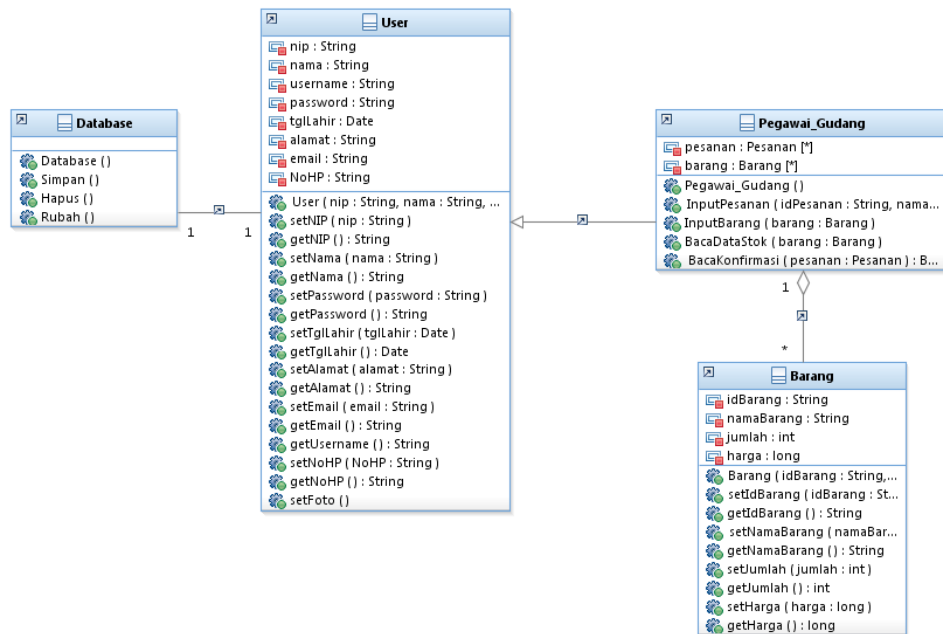 User
nip : String
nama : String
username : String
password : String
tglLahir : Date
alamat : String
email : String
NoHP : String
User ( nip : String, nama : String, ...
setNIP ( nip : String )
getNIP () : String
setNama ( nama : String )
getNama () : String
setPassword ( password : String )
getPassword () : String
setTglLahir ( tglLahir : Date )
getTglLahir () : Date
setAlamat ( alamat : String )
getAlamat () : String
setEmail ( email : String )
getEmail () : String
getUsername () : String
setNoHP ( NoHP : String )
getNoHP () : String
setFoto ()
Database
Database ()
Simpan ()
Hapus ()
Rubah ()
1
1
Pegawai_Gudang
pesanan : Pesanan [*]
barang : Barang [*]
Pegawai_Gudang ()
InputPesanan ( idPesanan : String, nama...
InputBarang ( barang : Barang )
BacaDataStok ( barang : Barang )
BacaKonfirmasi ( pesanan : Pesanan ) : B...
1
*
Barang
idBarang : String
namaBarang : String
jumlah : int
harga : long
Barang ( idBarang : String,...
setIdBarang ( idBarang : St...
getIdBarang () : String
setNamaBarang ( namaBar...
getNamaBarang () : String
setJumlah ( jumlah : int )
getJumlah () : int
setHarga ( harga : long )
getHarga () : long